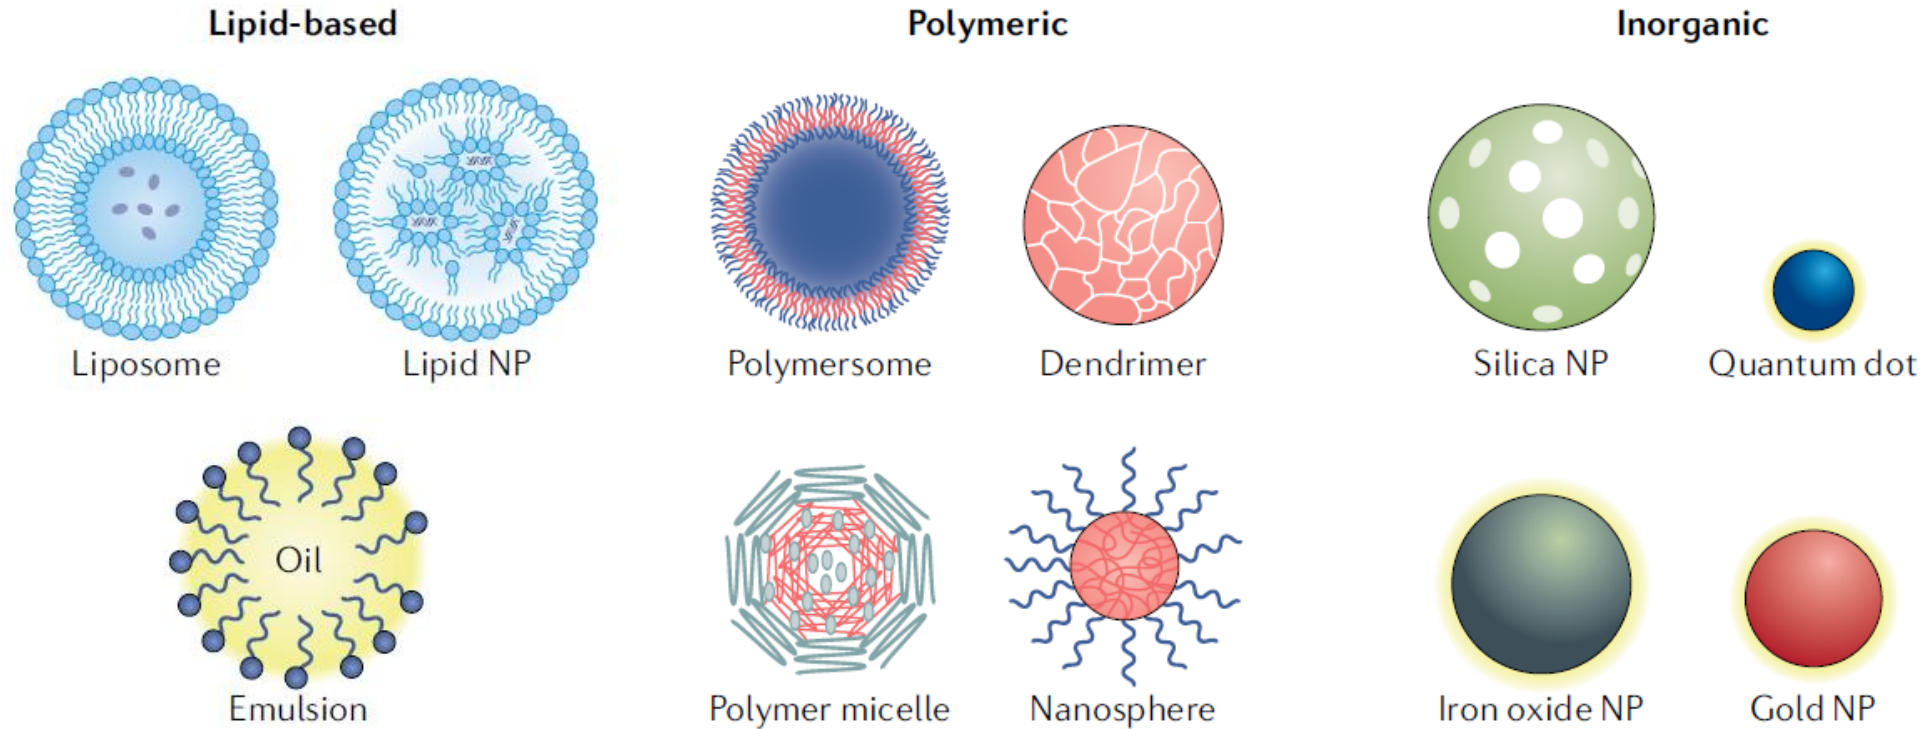 Lipid-based
Polymeric
Inorganic
Liposome
Lipid NP
Polymersome
Dendrimer
Silica NP
Quantum dot
Oil
Emulsion
Polymer micelle
Nanosphere
Iron oxide NP
Gold NP